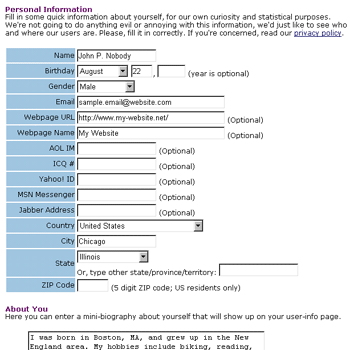 Personal Information
Fill in some quick information about yourself, for our own curiosity and statistical purposes.
We're not going to do anything evil or annoying with this information, we'd just like to see who
and where our users are. Please, fill it in correctly. If you're concerned, read our privacy policy.
Name John P. Nobody
Birthday August 22 , (year is optional)
Gender Male
Email sample.email@website.com
Webpage URL http://www.my-website.net/ (Optional)
Webpage Name My Website (Optional)
AOL IM (Optional)
ICQ # (Optional)
Yahoo! ID (Optional)
MSN Messenger (Optional)
Jabber Address (Optional)
Country United States
City Chicago
State Illinois
Or, type other state/province/territory:
ZIP Code (5 digit ZIP code; US residents only)
About You
Here you can enter a mini-biography about yourself that will show up on your user-info page.
I was born in Boston, MA, and grew up in the New
England area. My hobbies include biking, reading,